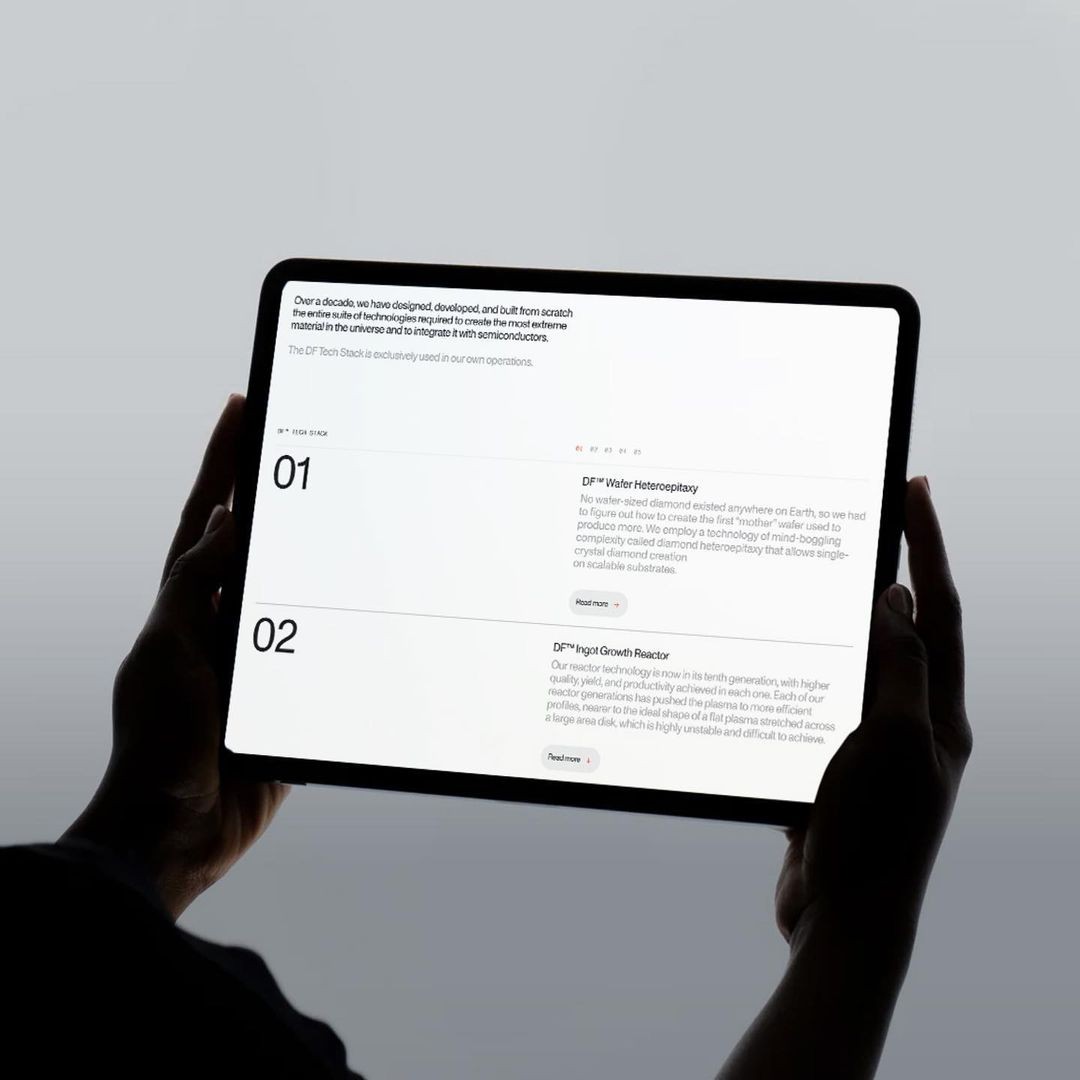 Over a decade, we have designed, developed, and built from scratch
the entire suite of technologies required to create the most extreme
material in the universe and to integrate it with semiconductors.
The DF Tech Stack is exclusively used in our own operations.
DF™ TECH STACK
01 02 03 04 05
01
DF™ Wafer Heteroepitaxy
No wafer-sized diamond existed anywhere on Earth, so we had
to figure out how to create the first “mother” wafer used to
produce more. We employ a technology of mind-boggling
complexity called diamond heteroepitaxy that allows single-
crystal diamond creation
on scalable substrates.
Read more →
02
DF™ Ingot Growth Reactor
Our reactor technology is now in its tenth generation, with higher
quality, yield, and productivity achieved in each one. Each of our
reactor generations has pushed the plasma to more efficient
profiles, nearer to the ideal shape of a flat plasma stretched across
a large area disk, which is highly unstable and difficult to achieve.
Read more ↓